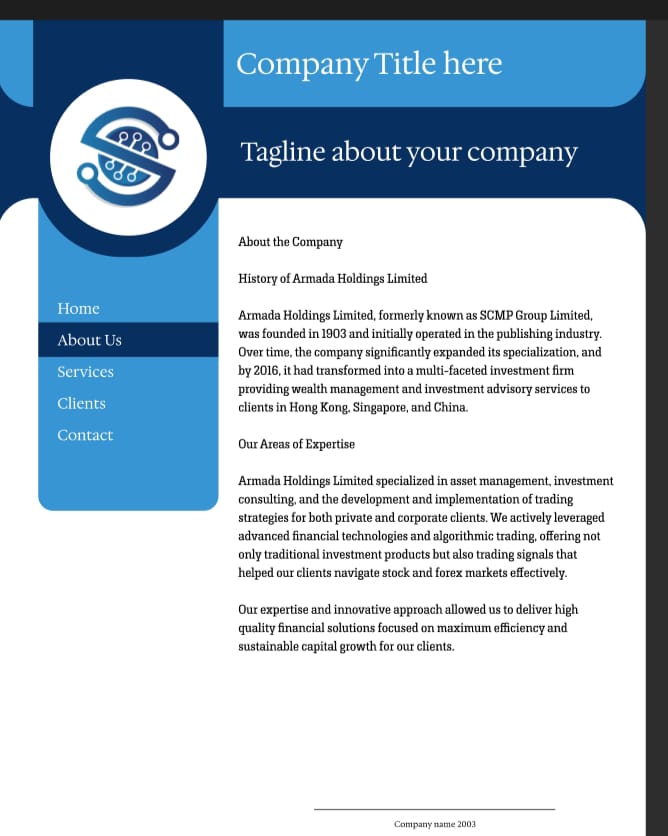 Company Title here
Tagline about your company
Home
About Us
Services
Clients
Contact
About the Company
History of Armada Holdings Limited
Armada Holdings Limited, formerly known as SCMP Group Limited,
was founded in 1903 and initially operated in the publishing industry.
Over time, the company significantly expanded its specialization, and
by 2016, it had transformed into a multi-faceted investment firm
providing wealth management and investment advisory services to
clients in Hong Kong, Singapore, and China.
Our Areas of Expertise
Armada Holdings Limited specialized in asset management, investment
consulting, and the development and implementation of trading
strategies for both private and corporate clients. We actively leveraged
advanced financial technologies and algorithmic trading, offering not
only traditional investment products but also trading signals that
helped our clients navigate stock and forex markets effectively.
Our expertise and innovative approach allowed us to deliver high
quality financial solutions focused on maximum efficiency and
sustainable capital growth for our clients.
Company name 2003